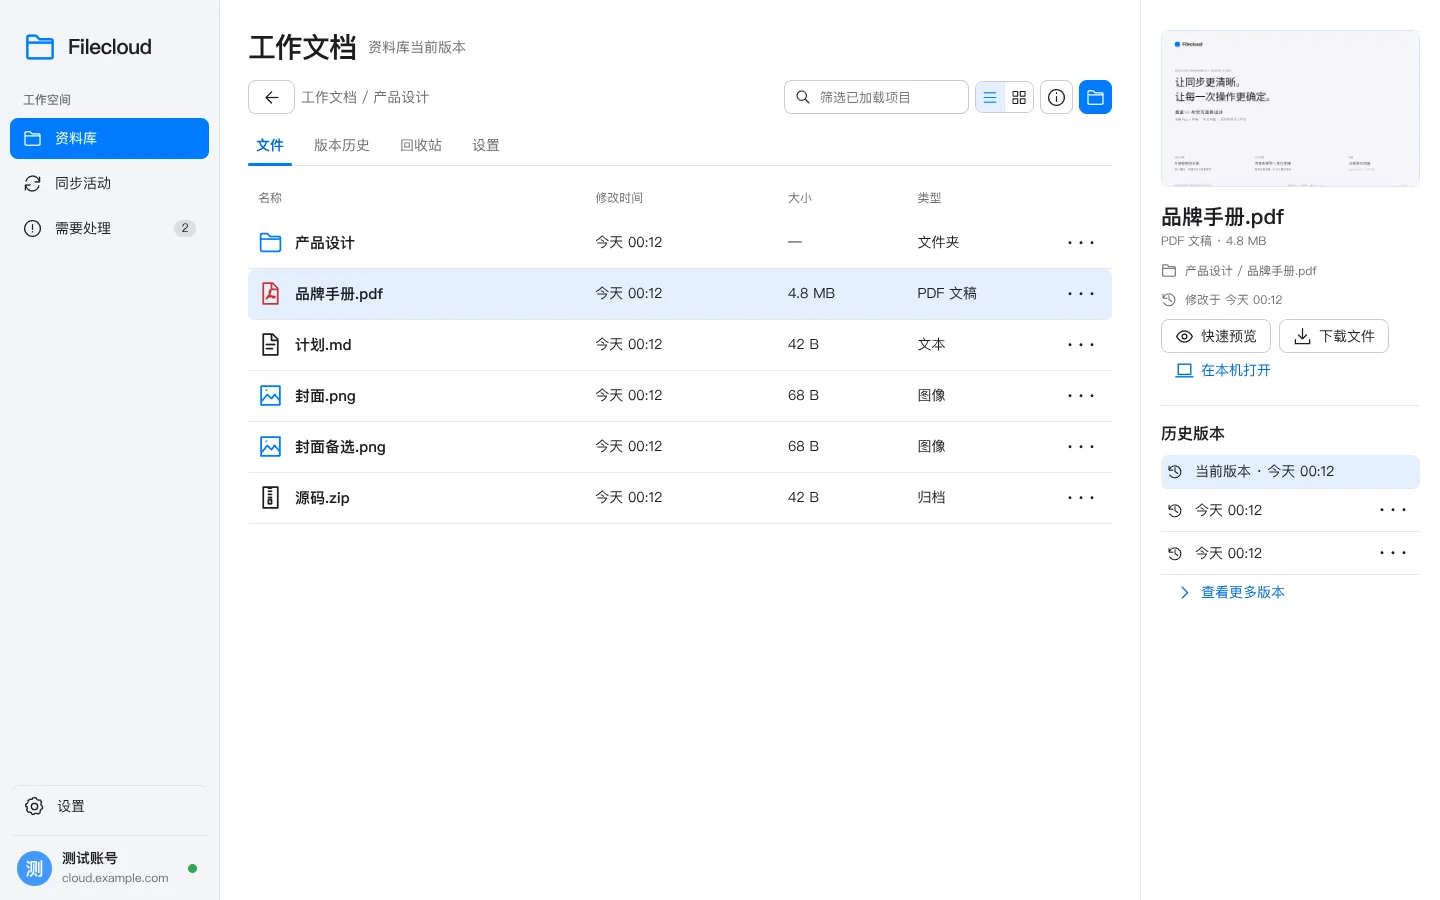 Filecloud
工作空间
资料库
同步活动
需要处理 2
设置
测 测试账号
cloud.example.com
工作文档 资料库当前版本
工作文档 / 产品设计
筛选已加载项目
文件 版本历史 回收站 设置
名称 修改时间 大小 类型
产品设计 今天 00:12 — 文件夹
品牌手册.pdf 今天 00:12 4.8 MB PDF 文稿 ···
计划.md 今天 00:12 42 B 文本 ···
封面.png 今天 00:12 68 B 图像 ···
封面备选.png 今天 00:12 68 B 图像 ···
源码.zip 今天 00:12 42 B 归档 ···
Filecloud
让同步更清晰。
让每一次操作更确定。
品牌手册.pdf
PDF 文稿 · 4.8 MB
产品设计 / 品牌手册.pdf
修改于 今天 00:12
快速预览 下载文件
在本机打开
历史版本
当前版本 · 今天 00:12
今天 00:12 ···
今天 00:12 ···
查看更多版本